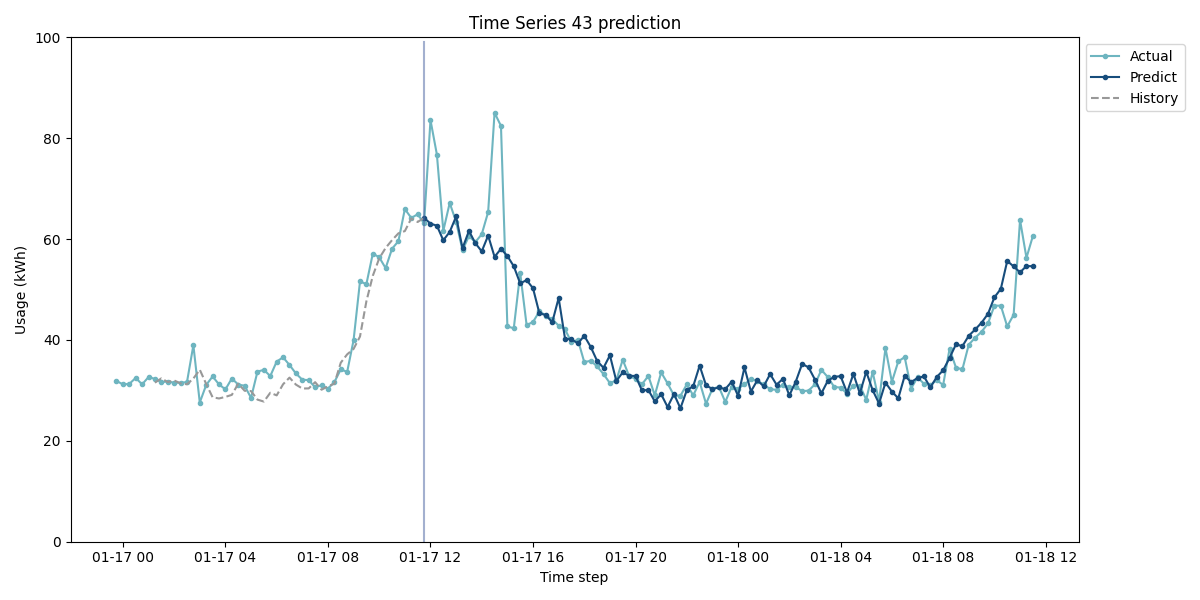 Time Series 43 prediction
Usage (kWh)
100
80
60
40
20
0
01-17 00
01-17 04
01-17 08
01-17 12
01-17 16
01-17 20
01-18 00
01-18 04
01-18 08
01-18 12
Time step
Actual
Predict
History